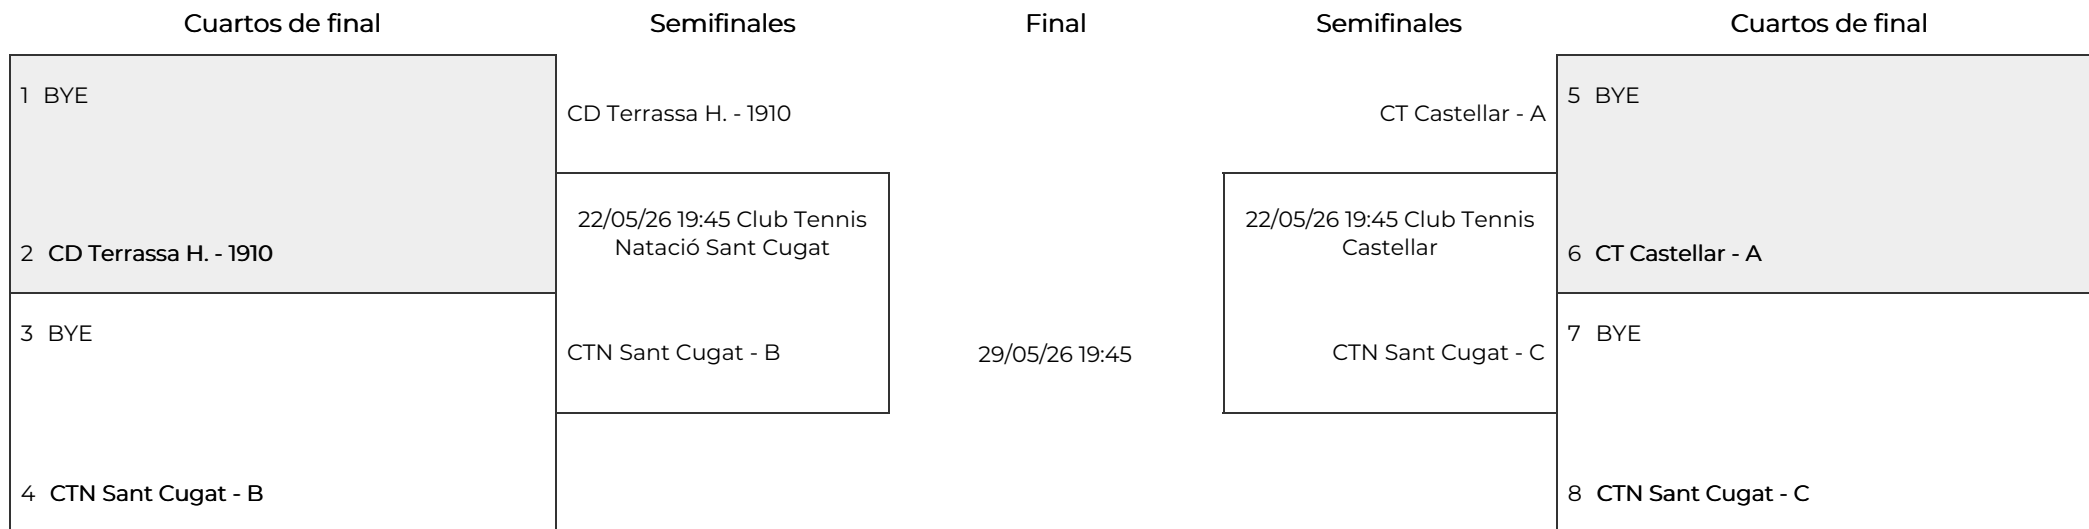 Cuartos de final
Semifinales
Final
Semifinales
Cuartos de final
1 BYE
2 CD Terrassa H. - 1910
3 BYE
4 CTN Sant Cugat - B
CD Terrassa H. - 1910
22/05/26 19:45 Club Tennis
Natació Sant Cugat
CTN Sant Cugat - B
29/05/26 19:45
CT Castellar - A
22/05/26 19:45 Club Tennis
Castellar
CTN Sant Cugat - C
5 BYE
6 CT Castellar - A
7 BYE
8 CTN Sant Cugat - C